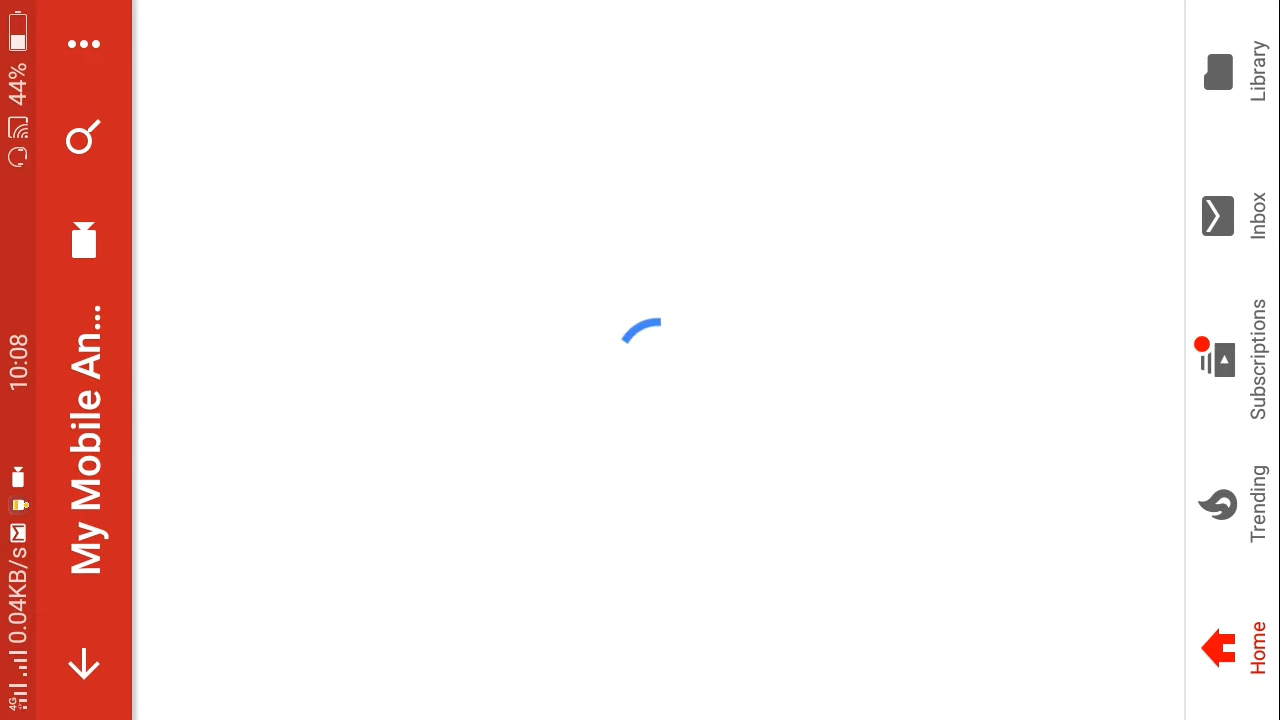 4G 0.04KB/s 10:08 44%
My Mobile An...
Home Trending Subscriptions Inbox Library